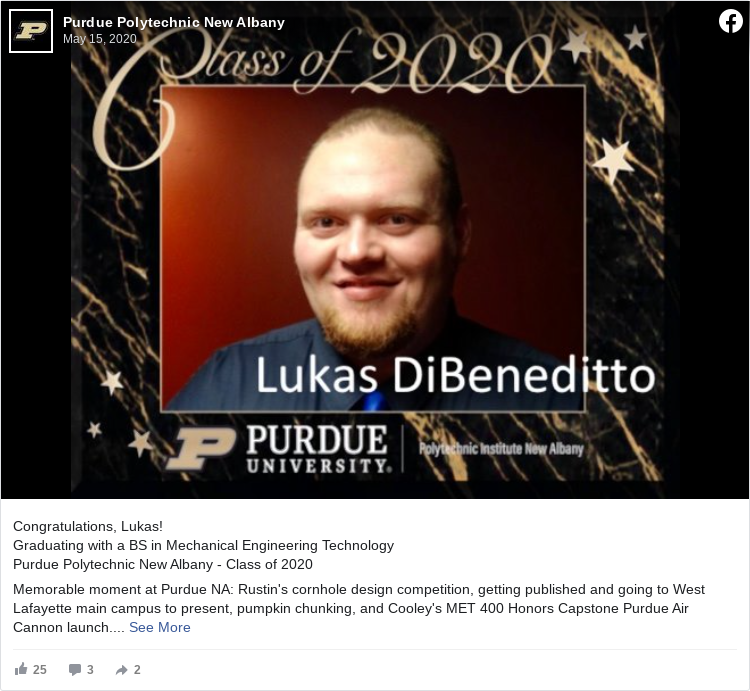 Purdue Polytechnic New Albany
May 15, 2020
Class of 2020
Lukas DiBeneditto
P PURDUE UNIVERSITY® Polytechnic Institute New Albany
Congratulations, Lukas!
Graduating with a BS in Mechanical Engineering Technology
Purdue Polytechnic New Albany - Class of 2020
Memorable moment at Purdue NA: Rustin's cornhole design competition, getting published and going to West
Lafayette main campus to present, pumpkin chunking, and Cooley's MET 400 Honors Capstone Purdue Air
Cannon launch.... See More
25 3 2